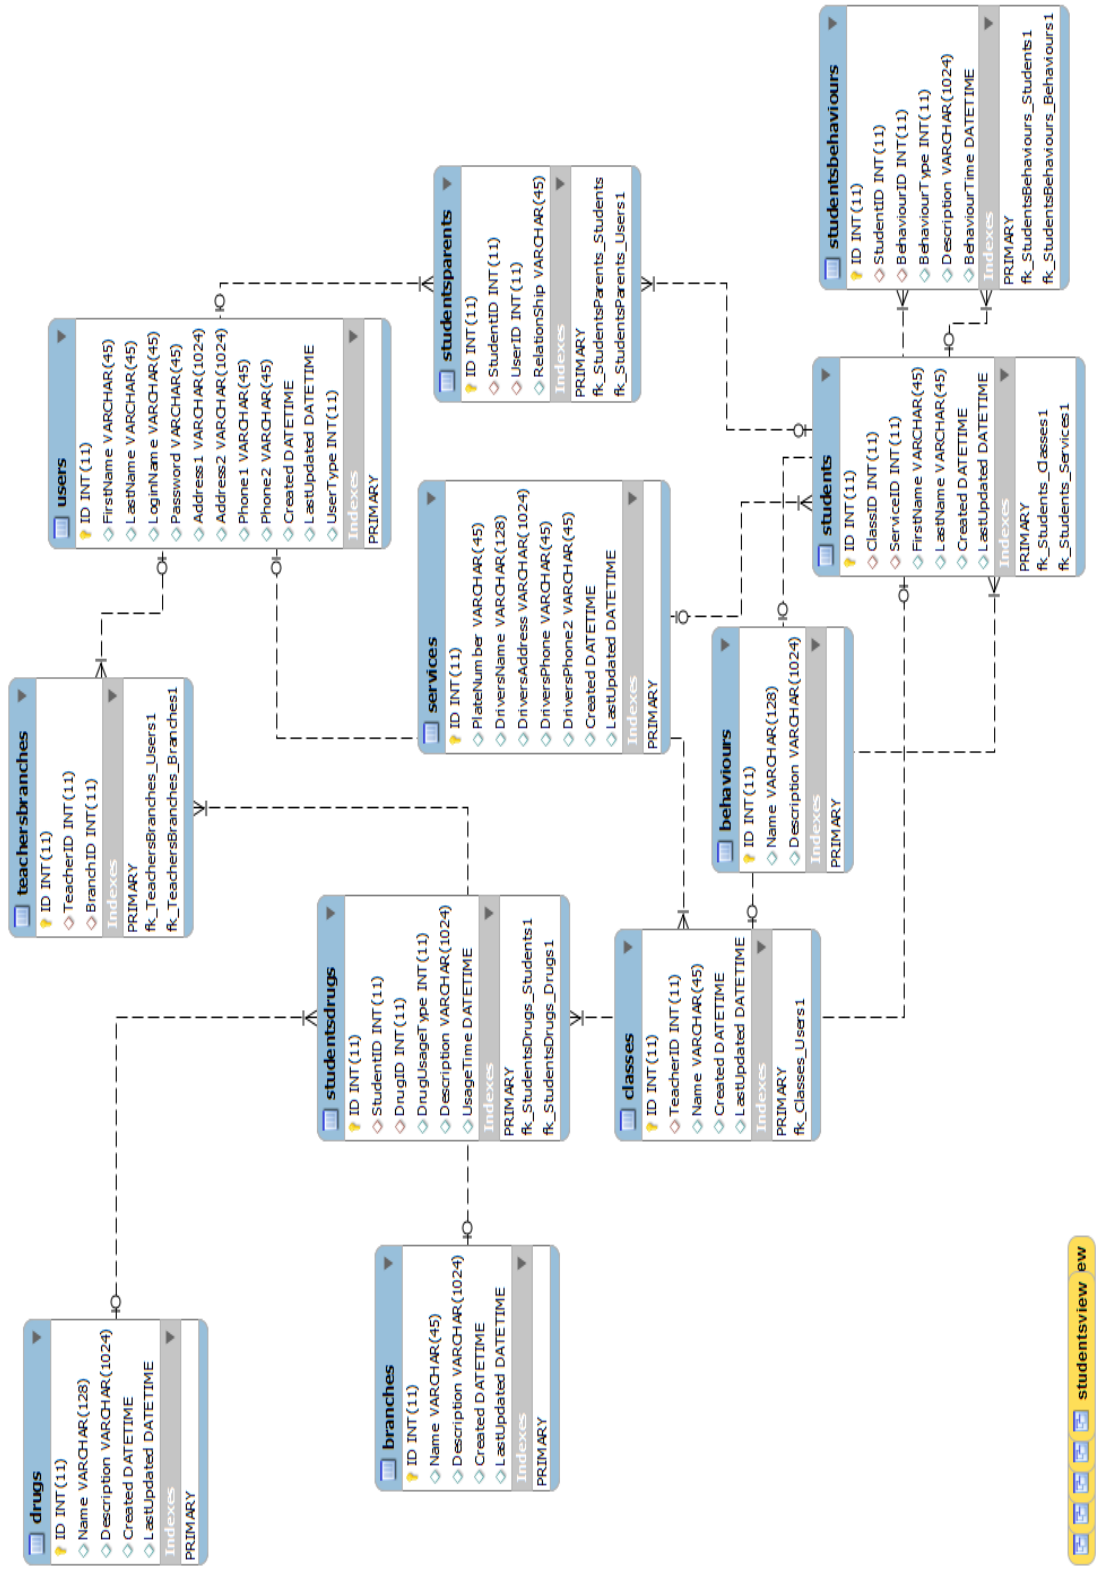 drugs
ID INT(11)
Name VARCHAR(128)
Description VARCHAR(1024)
Created DATETIME
LastUpdated DATETIME
Indexes
PRIMARY
teachersbranches
ID INT(11)
TeacherID INT(11)
BranchID INT(11)
Indexes
PRIMARY
fk_TeachersBranches_Users1
fk_TeachersBranches_Branches1
users
ID INT(11)
FirstName VARCHAR(45)
LastName VARCHAR(45)
LoginName VARCHAR(45)
Password VARCHAR(45)
Address1 VARCHAR(1024)
Address2 VARCHAR(1024)
Phone1 VARCHAR(45)
Phone2 VARCHAR(45)
Created DATETIME
LastUpdated DATETIME
UserType INT(11)
Indexes
PRIMARY
branches
ID INT(11)
Name VARCHAR(45)
Description VARCHAR(1024)
Created DATETIME
LastUpdated DATETIME
Indexes
PRIMARY
studentsdrugs
ID INT(11)
StudentID INT(11)
DrugID INT(11)
DrugUsageType INT(11)
Description VARCHAR(1024)
UsageTime DATETIME
Indexes
PRIMARY
fk_StudentsDrugs_Students1
fk_StudentsDrugs_Drugs1
services
ID INT(11)
PlateNumber VARCHAR(45)
DriversName VARCHAR(128)
DriversAddress VARCHAR(1024)
DriversPhone VARCHAR(45)
DriversPhone2 VARCHAR(45)
Created DATETIME
LastUpdated DATETIME
Indexes
PRIMARY
studentsparents
ID INT(11)
StudentID INT(11)
UserID INT(11)
RelationShip VARCHAR(45)
Indexes
PRIMARY
fk_StudentsParents_Students
fk_StudentsParents_Users1
classes
ID INT(11)
TeacherID INT(11)
Name VARCHAR(45)
Created DATETIME
LastUpdated DATETIME
Indexes
PRIMARY
fk_Classes_Users1
behaviours
ID INT(11)
Name VARCHAR(128)
Description VARCHAR(1024)
Indexes
PRIMARY
students
ID INT(11)
ClassID INT(11)
ServiceID INT(11)
FirstName VARCHAR(45)
LastName VARCHAR(45)
Created DATETIME
LastUpdated DATETIME
Indexes
PRIMARY
fk_Students_Classes1
fk_Students_Services1
studentsbehaviours
ID INT(11)
StudentID INT(11)
BehaviourID INT(11)
BehaviourType INT(11)
Description VARCHAR(1024)
BehaviourTime DATETIME
Indexes
PRIMARY
fk_StudentsBehaviours_Students1
fk_StudentsBehaviours_Behaviours1
studentsview ew